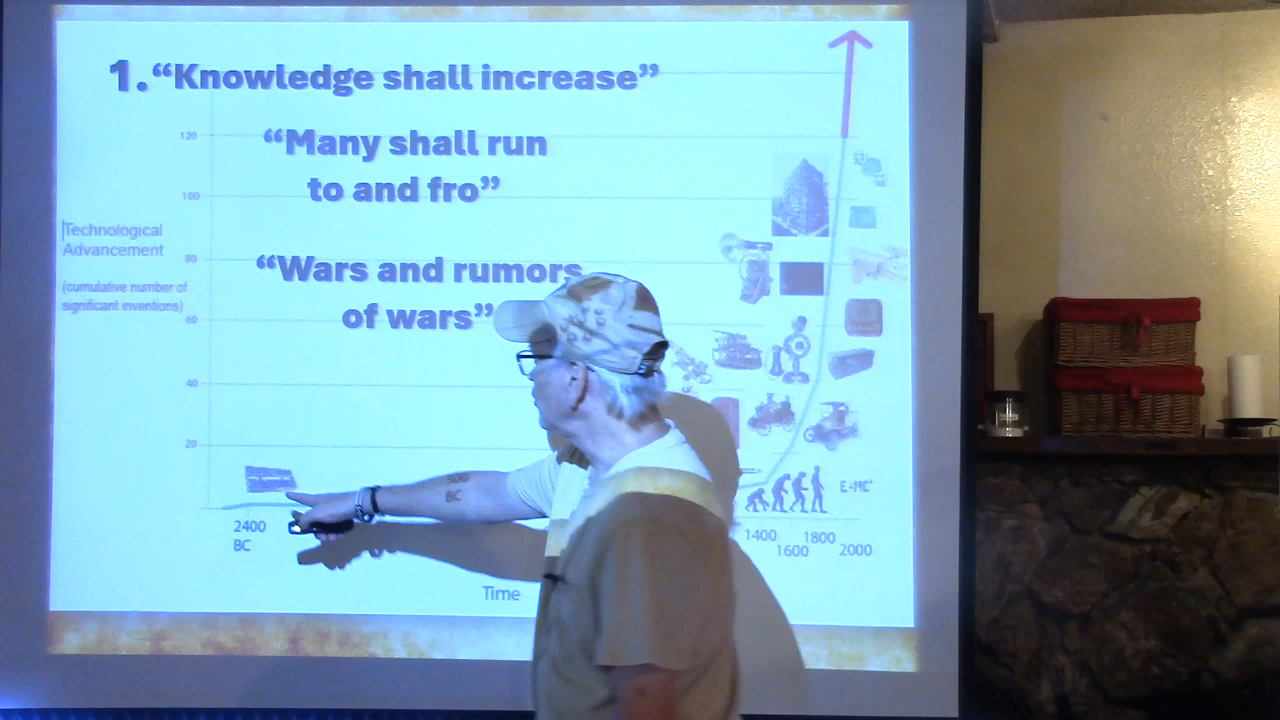 1. “Knowledge shall increase”
“Many shall run
to and fro”
“Wars and rumors
of wars”
120
100
80
60
40
20
Technological
Advancement
(cumulative number of
significant inventions)
500
BC
E=MC²
2400
BC
1400
1600
1800
2000
Time